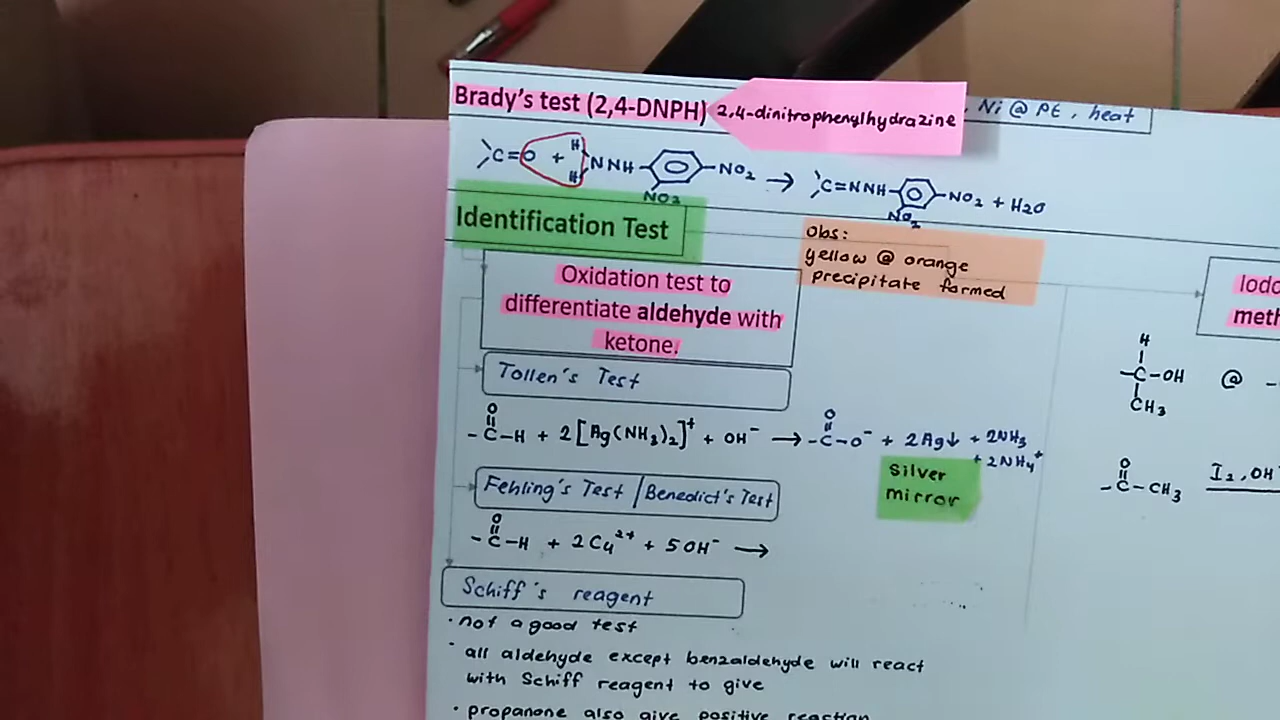 Brady's test (2,4-DNPH) 2,4-dinitrophenylhydrazine
, Ni @ Pt, heat
C=O + H H NNH NO2 NO2 → C=NNH NO2 NO2 + H2O
Identification Test
Obs:
yellow @ orange
precipitate formed
Oxidation test to
differentiate aldehyde with
ketone.
Tollen's Test
O
-C-H + 2[Ag(NH3)2]+ + OH- → -C-O- + 2Ag↓ + 2NH3
+ 2NH4+
silver
mirror
Fehling's Test / Benedict's Test
O
-C-H + 2Cu2+ + 5OH- →
Schiff's reagent
• not a good test
- all aldehyde except benzaldehyde will react
with Schiff reagent to give
• propanone also give positive reaction
Iodo
meth
H
-C-OH @ -
CH3
O
-C-CH3 I2, OH-